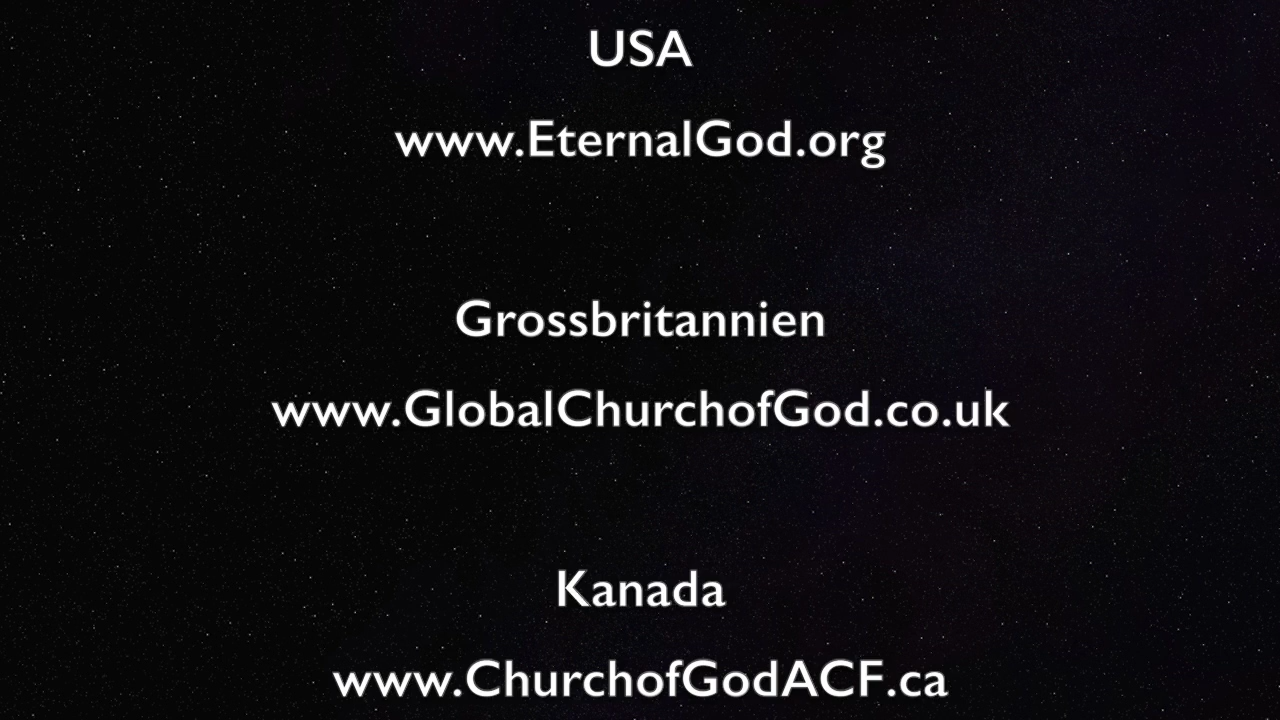 USA
www.EternalGod.org
Grossbritannien
www.GlobalChurchofGod.co.uk
Kanada
www.ChurchofGodACF.ca